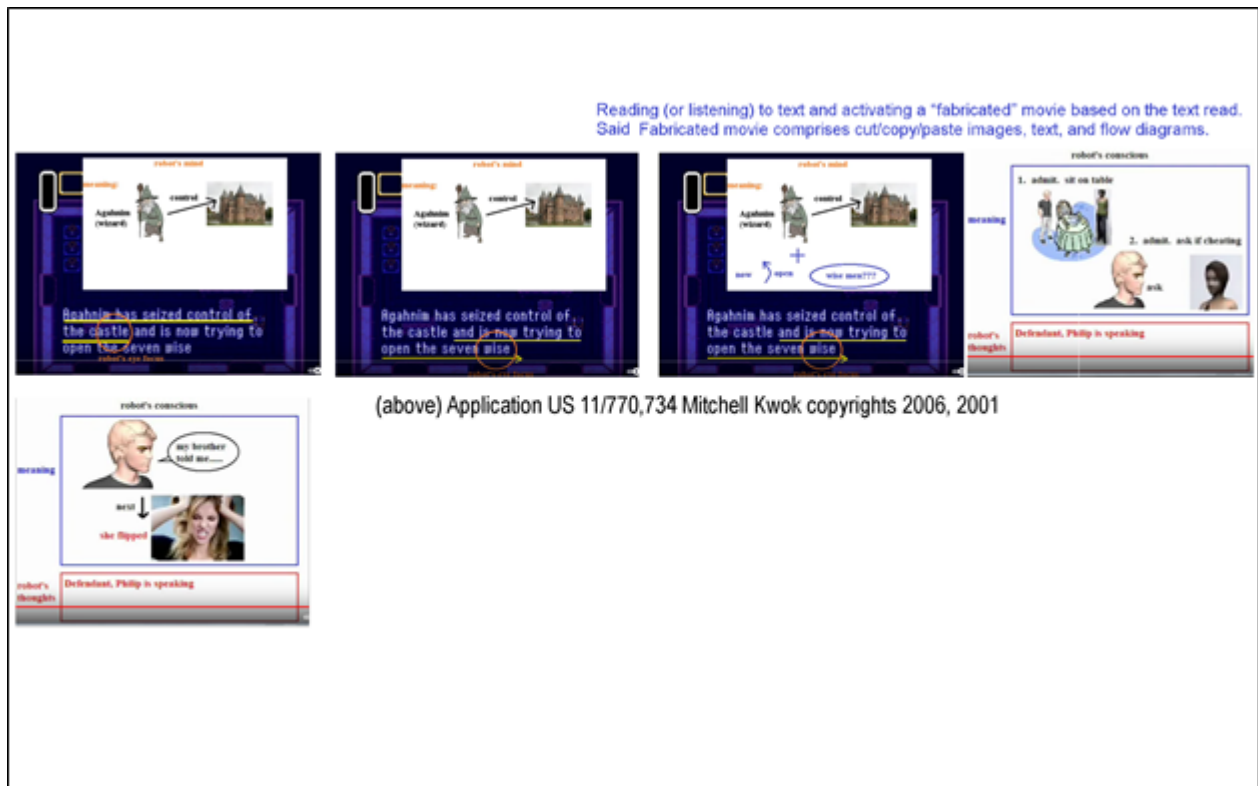 Reading (or listening) to text and activating a “fabricated” movie based on the text read.
Said Fabricated movie comprises cut/copy/paste images, text, and flow diagrams.
robot's mind
meaning:
control
Agahnim
(wizard)
Agahnim has seized control of
the castle and is now trying to
open the seven wise
robot's eye focus
robot's mind
meaning:
control
Agahnim
(wizard)
Agahnim has seized control of
the castle and is now trying to
open the seven wise
robot's eye focus
robot's mind
meaning:
control
Agahnim
(wizard)
now
open
wise men???
Agahnim has seized control of
the castle and is now trying to
open the seven wise
robot's eye focus
robot's conscious
1. admit. sit on table
meaning
2. admit. ask if cheating
ask
robot's
thoughts
Defendant, Philip is speaking
(above) Application US 11/770,734 Mitchell Kwok copyrights 2006, 2001
robot's conscious
my brother
told me.....
meaning
next
she flipped
robot's
thoughts
Defendant, Philip is speaking